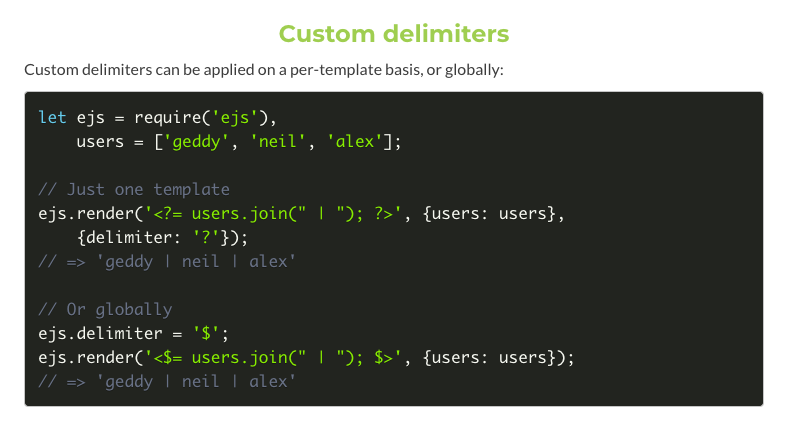 Custom delimiters
Custom delimiters can be applied on a per-template basis, or globally:
let ejs = require('ejs'),
    users = ['geddy', 'neil', 'alex'];
// Just one template
ejs.render('<?= users.join(" | "); ?>', {users: users},
    {delimiter: '?'});
// => 'geddy | neil | alex'
// Or globally
ejs.delimiter = '$';
ejs.render('<$= users.join(" | "); $>', {users: users});
// => 'geddy | neil | alex'